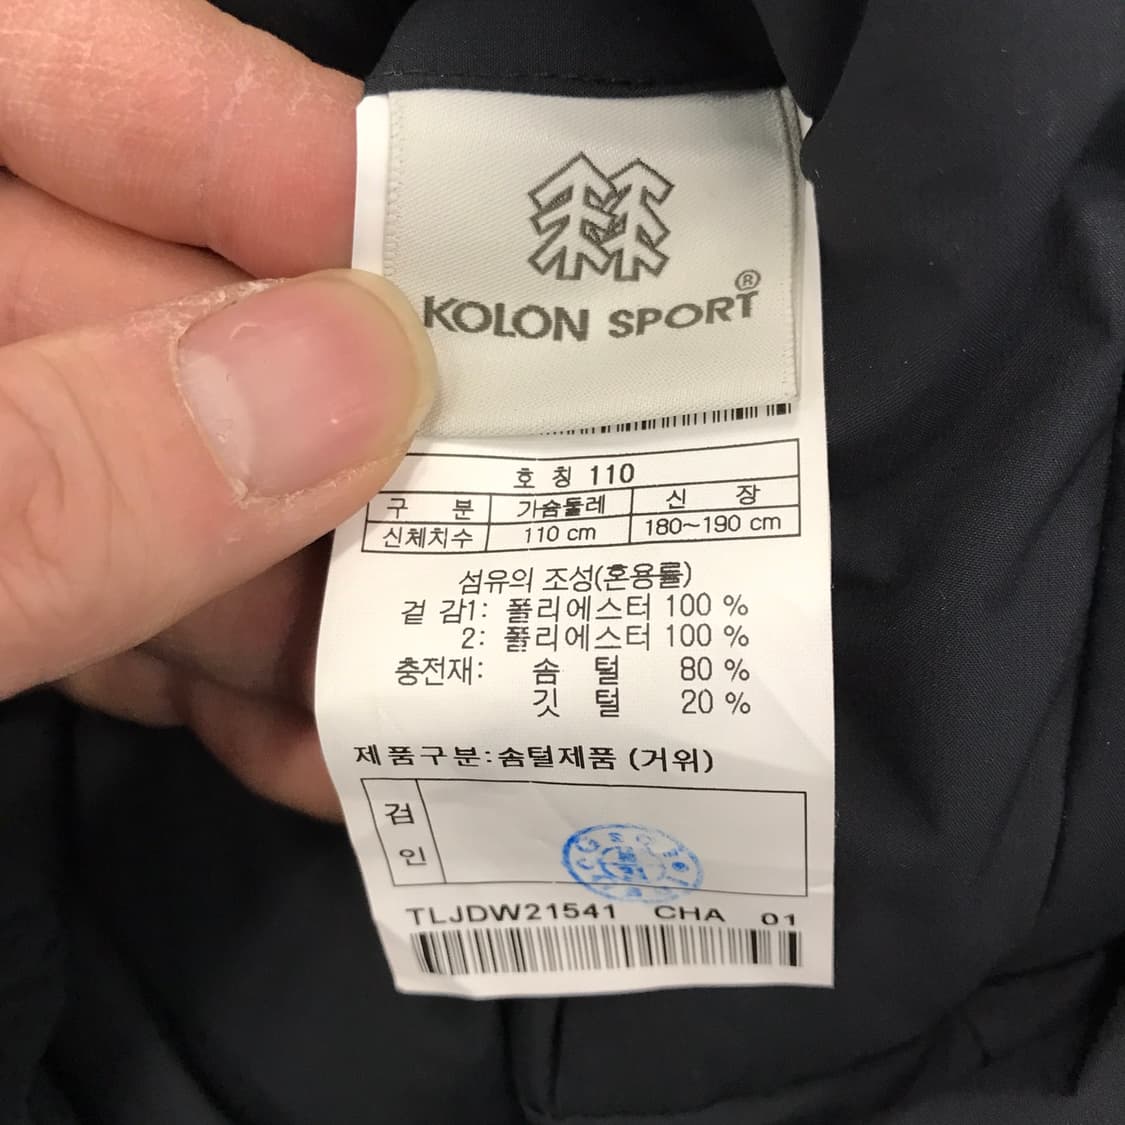 KOLON SPORT®
호 칭 110
구 분 가슴둘레 신 장
신체치수 110 cm 180~190 cm
섬유의 조성(혼용률)
겉 감1: 폴리에스터 100 %
2: 폴리에스터 100 %
충전재: 솜 털 80 %
깃 털 20 %
제품구분:솜털제품 (거위)
검
인
TLJDW21541 CHA 01